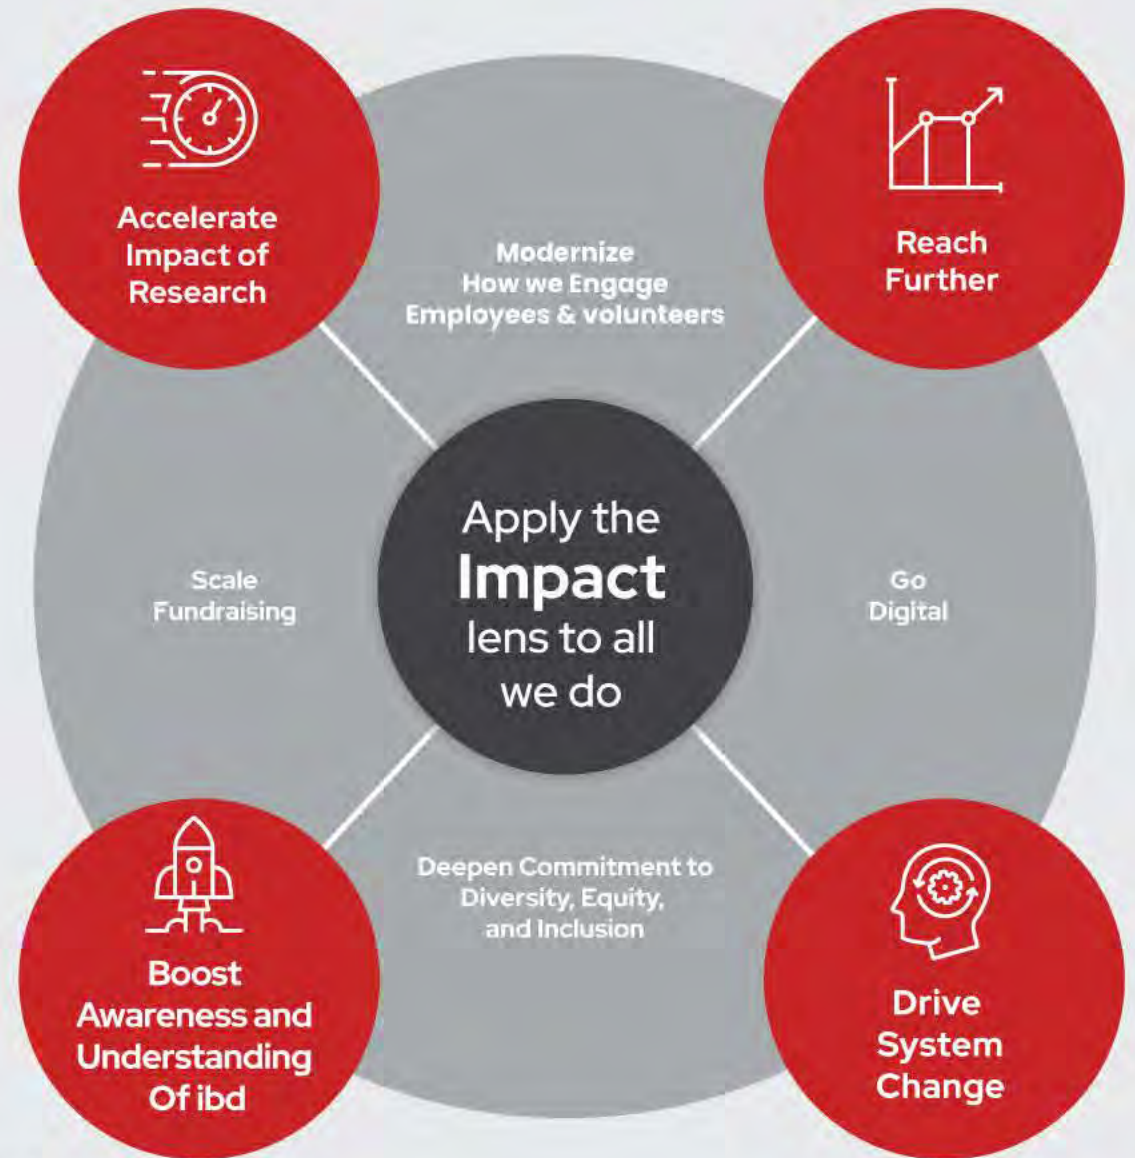 Accelerate
Impact of
Research
Reach
Further
Modernize
How we Engage
Employees & volunteers
Apply the
Impact
lens to all
we do
Scale
Fundraising
Go
Digital
Deepen Commitment to
Diversity, Equity,
and Inclusion
Boost
Awareness and
Understanding
Of ibd
Drive
System
Change